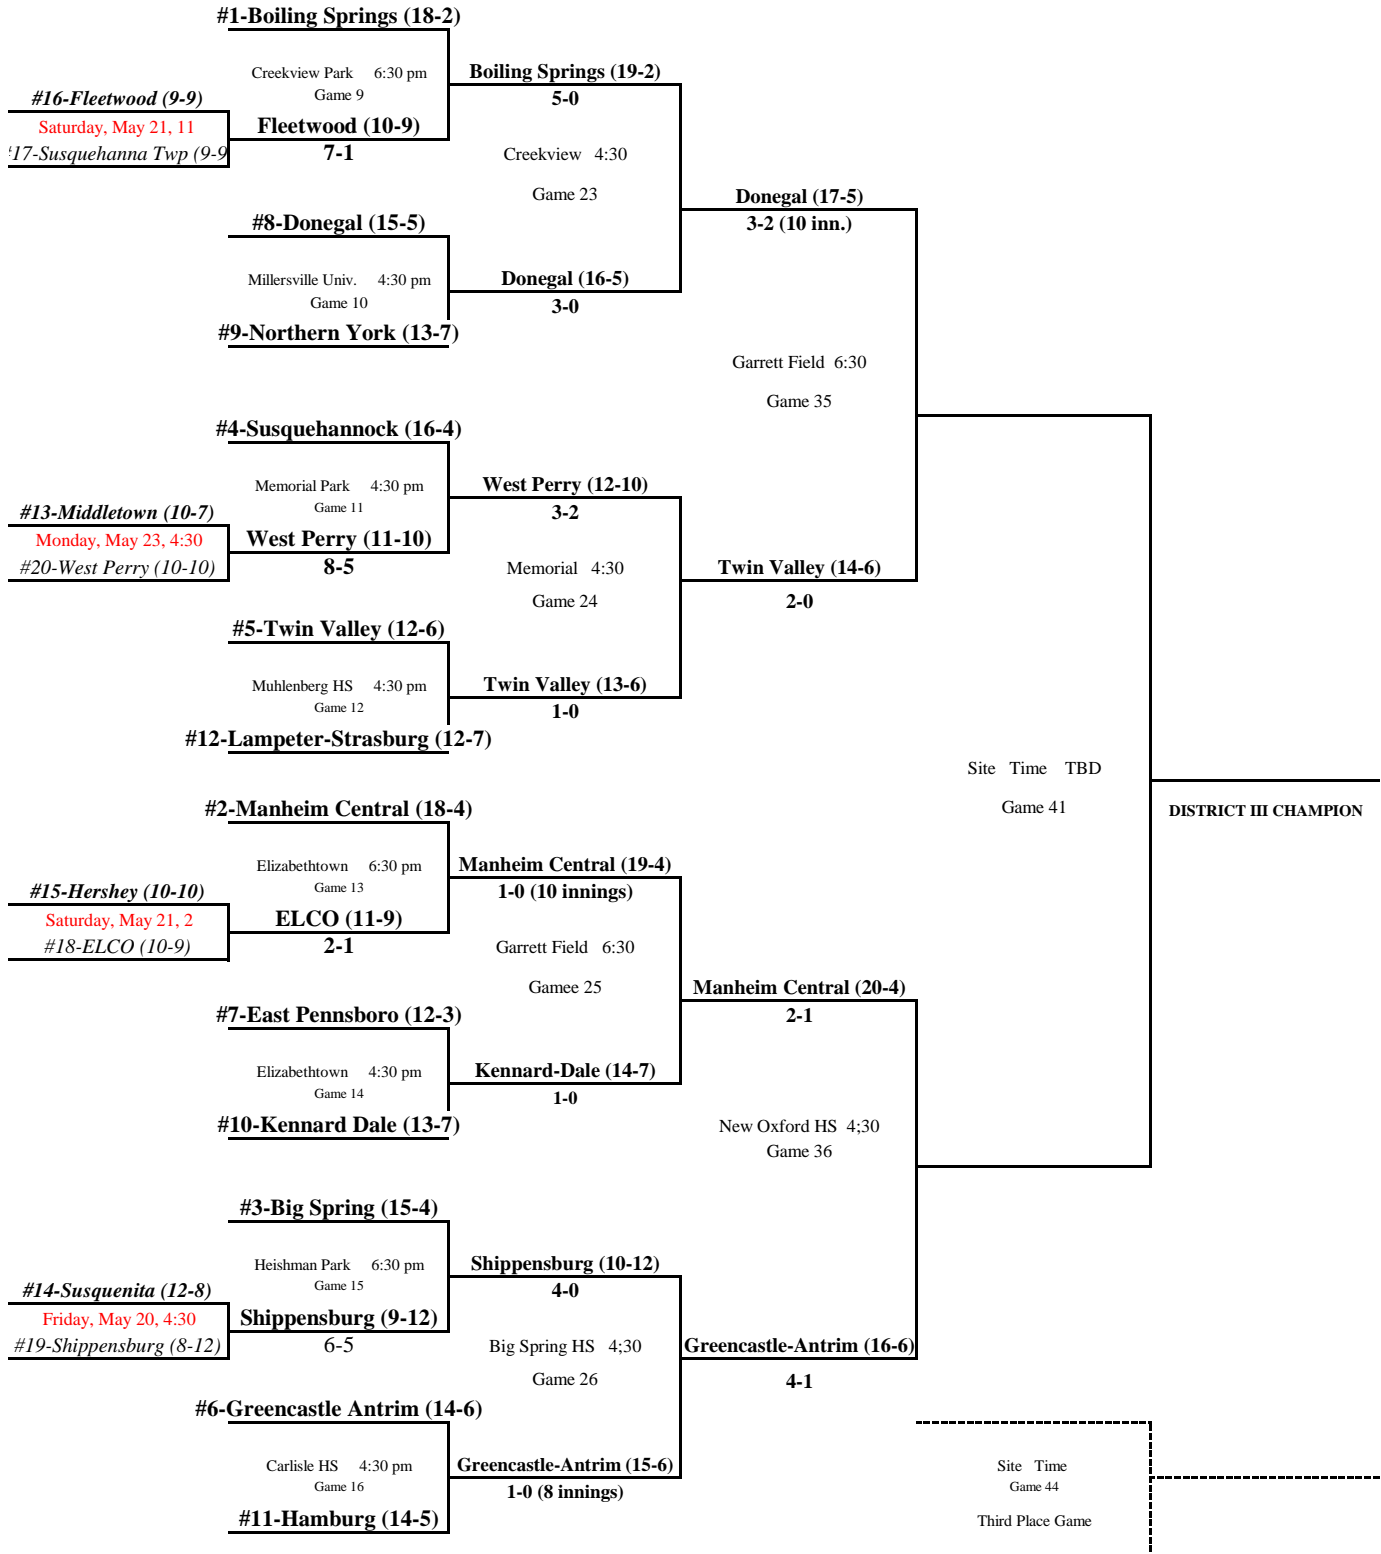 #1-Boiling Springs (18-2)
Creekview Park 6:30 pm
Game 9
Boiling Springs (19-2)
5-0
#16-Fleetwood (9-9)
Saturday, May 21, 11
#17-Susquehanna Twp (9-9
Fleetwood (10-9)
7-1
Creekview 4:30
Game 23
Donegal (17-5)
3-2 (10 inn.)
#8-Donegal (15-5)
Millersville Univ. 4:30 pm
Game 10
Donegal (16-5)
3-0
#9-Northern York (13-7)
Garrett Field 6:30
Game 35
#4-Susquehannock (16-4)
Memorial Park 4:30 pm
Game 11
West Perry (12-10)
3-2
#13-Middletown (10-7)
Monday, May 23, 4:30
#20-West Perry (10-10)
West Perry (11-10)
8-5
Memorial 4:30
Game 24
Twin Valley (14-6)
2-0
#5-Twin Valley (12-6)
Muhlenberg HS 4:30 pm
Game 12
Twin Valley (13-6)
1-0
#12-Lampeter-Strasburg (12-7)
Site Time TBD
Game 41
DISTRICT III CHAMPION
#2-Manheim Central (18-4)
Elizabethtown 6:30 pm
Game 13
Manheim Central (19-4)
1-0 (10 innings)
#15-Hershey (10-10)
Saturday, May 21, 2
#18-ELCO (10-9)
ELCO (11-9)
2-1
Garrett Field 6:30
Gamee 25
Manheim Central (20-4)
2-1
#7-East Pennsboro (12-3)
Elizabethtown 4:30 pm
Game 14
Kennard-Dale (14-7)
1-0
#10-Kennard Dale (13-7)
New Oxford HS 4;30
Game 36
#3-Big Spring (15-4)
Heishman Park 6:30 pm
Game 15
Shippensburg (10-12)
4-0
#14-Susquenita (12-8)
Friday, May 20, 4:30
#19-Shippensburg (8-12)
Shippensburg (9-12)
6-5
Big Spring HS 4;30
Game 26
Greencastle-Antrim (16-6)
4-1
#6-Greencastle Antrim (14-6)
Carlisle HS 4:30 pm
Game 16
Greencastle-Antrim (15-6)
1-0 (8 innings)
#11-Hamburg (14-5)
Site Time
Game 44
Third Place Game